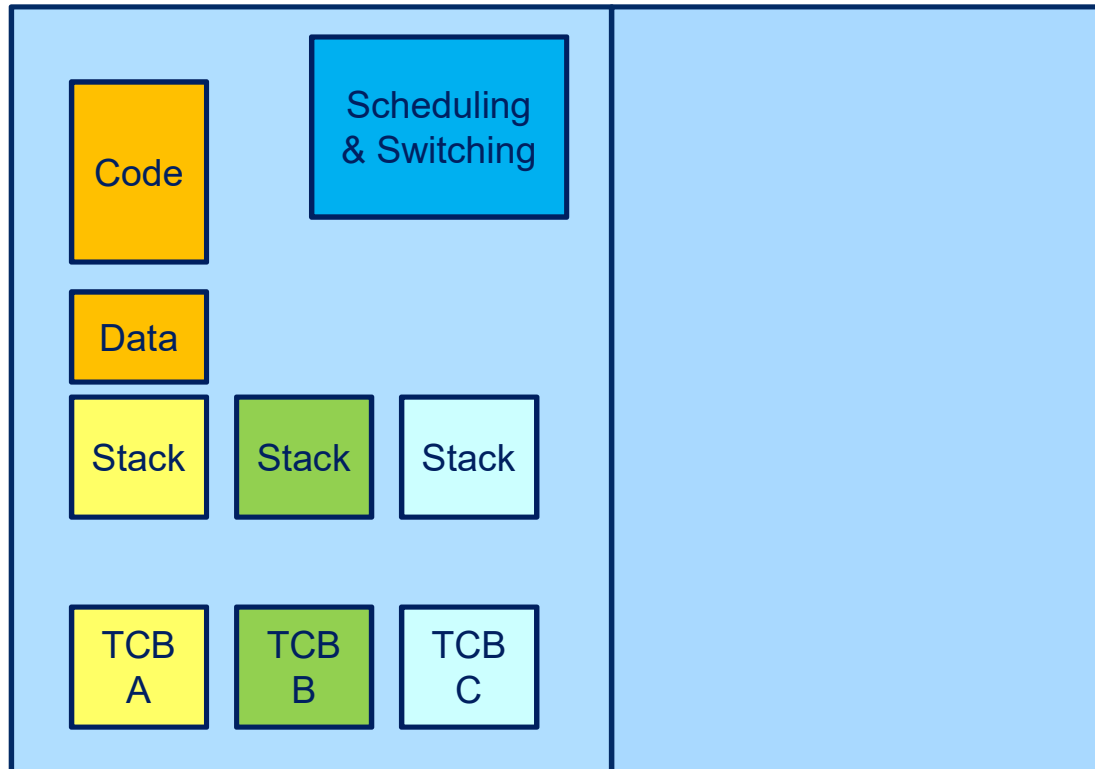 Scheduling
& Switching
Code
Data
Stack
Stack
Stack
TCB
A
TCB
B
TCB
C